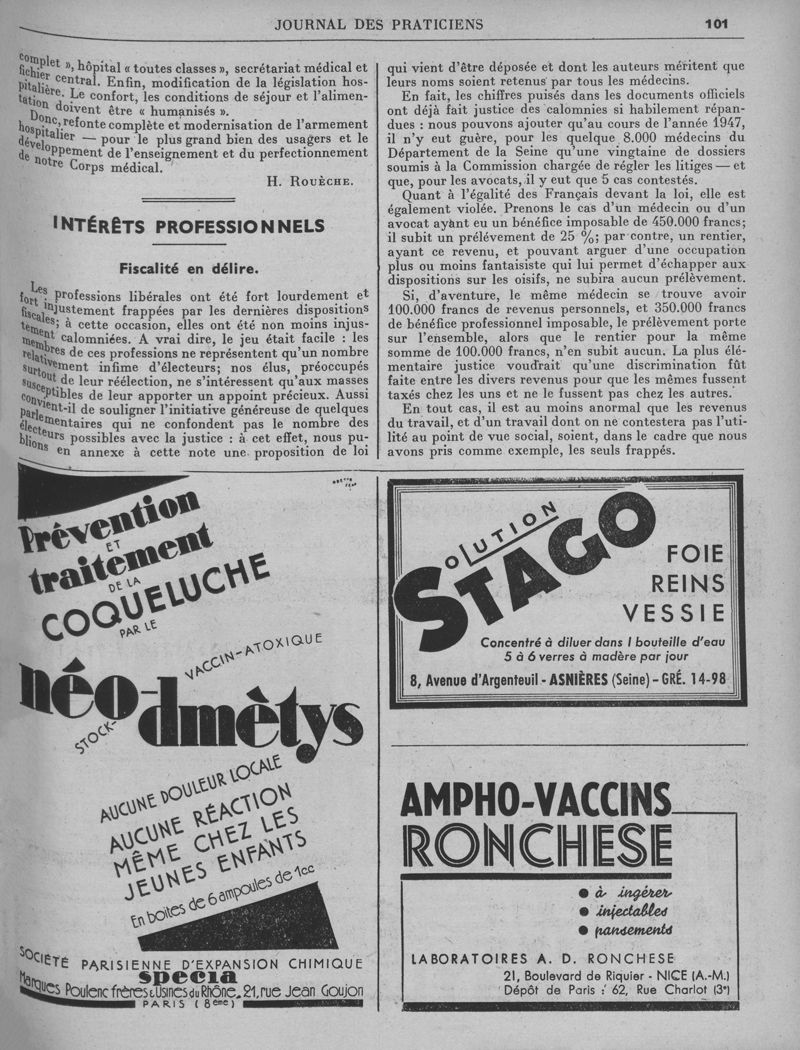 JOURNAL DES PRATICIENS 101
complet », hôpital « toutes classes », secrétariat médical et
fichier central. Enfin, modification de la législation hos-
pitalière. Le confort, les conditions de séjour et l'alimen-
tation doivent être « humanisés ».
Donc, refonte complète et modernisation de l'armement
hospitalier — pour le plus grand bien des usagers et le
développement de l'enseignement et du perfectionnement
de notre Corps médical.
H. ROUÈCHE.
INTÉRÊTS PROFESSIONNELS
Fiscalité en délire.
Les professions libérales ont été fort lourdement et
fort injustement frappées par les dernières dispositions
fiscales; à cette occasion, elles ont été non moins injus-
tement calomniées. A vrai dire, le jeu était facile : les
membres de ces professions ne représentent qu'un nombre
relativement infime d'électeurs; nos élus, préoccupés
surtout de leur réélection, ne s'intéressent qu'aux masses
susceptibles de leur apporter un appoint précieux. Aussi
convient-il de souligner l'initiative généreuse de quelques
parlementaires qui ne confondent pas le nombre des
électeurs possibles avec la justice : à cet effet, nous pu-
blions en annexe à cette note une proposition de loi
qui vient d'être déposée et dont les auteurs méritent que
leurs noms soient retenus par tous les médecins.
En fait, les chiffres puisés dans les documents officiels
ont déjà fait justice des calomnies si habilement répan-
dues : nous pouvons ajouter qu'au cours de l'année 1947,
il n'y eut guère, pour les quelque 8.000 médecins du
Département de la Seine qu'une vingtaine de dossiers
soumis à la Commission chargée de régler les litiges — et
que, pour les avocats, il y eut que 5 cas contestés.
Quant à l'égalité des Français devant la loi, elle est
également violée. Prenons le cas d'un médecin ou d'un
avocat ayant eu un bénéfice imposable de 450.000 francs;
il subit un prélévement de 25 %; par contre, un rentier,
ayant ce revenu, et pouvant arguer d'une occupation
plus ou moins fantaisiste qui lui permet d'échapper aux
dispositions sur les oisifs, ne subira aucun prélèvement.
Si, d'aventure, le même médecin se trouve avoir
100.000 francs de revenus personnels, et 350.000 francs
de bénéfice professionnel imposable, le prélèvement porte
sur l'ensemble, alors que le rentier pour la même
somme de 100.000 francs, n'en subit aucun. La plus élé-
mentaire justice voudrait qu'une discrimination fût
faite entre les divers revenus pour que les mêmes fussent
taxés chez les uns et ne le fussent pas chez les autres.
En tout cas, il est au moins anormal que les revenus
du travail, et d'un travail dont on ne contestera pas l'uti-
lité au point de vue social, soient, dans le cadre que nous
avons pris comme exemple, les seuls frappés.
Prévention
ET
traitement
DE LA
COQUELUCHE
PAR LE
VACCIN-ATOXIQUE
néo-dmètys
STOCK-
AUCUNE DOULEUR LOCALE
AUCUNE RÉACTION
MÊME CHEZ LES
JEUNES ENFANTS
En boites de 6 ampoules de 1cc
SOCIÉTÉ PARISIENNE D'EXPANSION CHIMIQUE
specia
Marques Poulenc frères & Usines du Rhône. 21, rue Jean Goujon
PARIS (8ème)
SOLUTION
STAGO
FOIE
REINS
VESSIE
Concentré à diluer dans 1 bouteille d'eau
5 à 6 verres à madère par jour
8, Avenue d'Argenteuil - ASNIÈRES (Seine) - GRÉ. 14-98
AMPHO-VACCINS
RONCHESE
● à ingérer
● injectables
● pansements
LABORATOIRES A. D. RONCHESE
21, Boulevard de Riquier - NICE (A.-M.)
Dépôt de Paris : 62, Rue Charlot (3e)